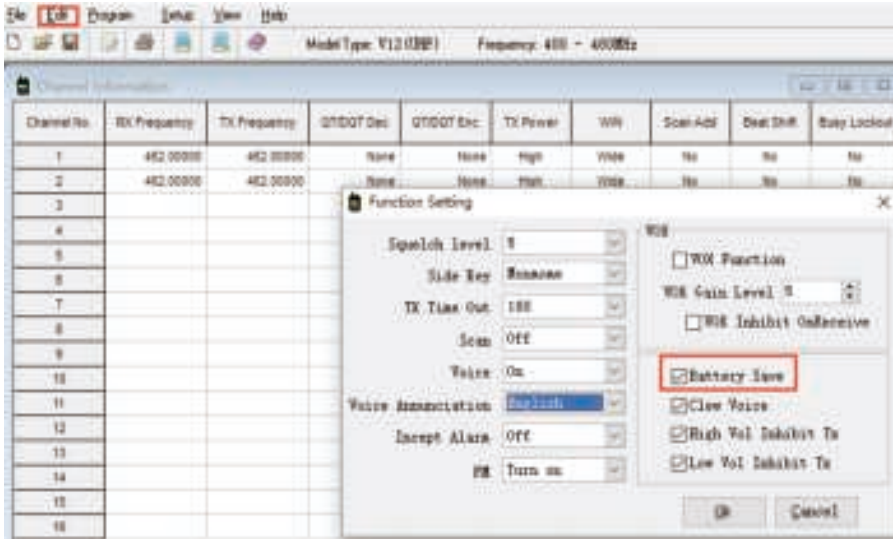 File Edit Program Setup View Help
Model Type: V12(UHF) Frequency: 400 - 480MHz
Channel Information
Channel No. RX Frequency TX Frequency QT/DQT Dec QT/DQT Enc TX Power W/N Scan Add Beat Shift Busy Lockout
1 462.00000 462.00000 None None High Wide No No No
2 462.00000 462.00000 None None High Wide No No No
3
4
5
6
7
8
9
10
11
12
13
14
15
16
Function Setting
Squelch Level
Side Key
TX Time Out 180
Scan Off
Voice On
Voice Annunciation English
Incept Alarm Off
FM Turn on
VOX
VOX Function
VOX Gain Level
VOX Inhibit OnReceive
Battery Save
Clew Voice
High Vol Inhibit Tx
Low Vol Inhibit Tx
Ok Cancel